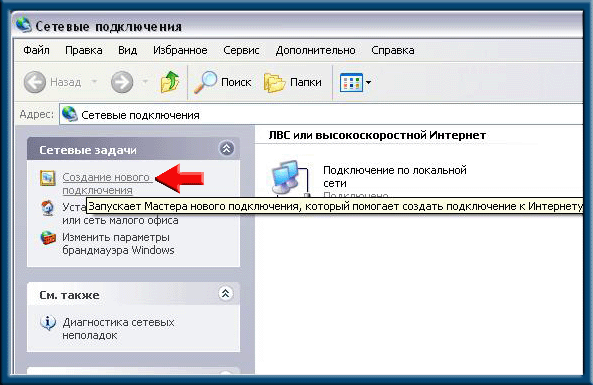 Сетевые подключения
Файл Правка Вид Избранное Сервис Дополнительно Справка
Назад Поиск Папки
Адрес: Сетевые подключения
Сетевые задачи
Создание нового
подключения
Запускает Мастера нового подключения, который помогает создать подключение к Интернету
Уста
или сеть малого офиса
Изменить параметры
брандмауэра Windows
См. также
Диагностика сетевых
неполадок
ЛВС или высокоскоростной Интернет
Подключение по локальной
сети
Подключено